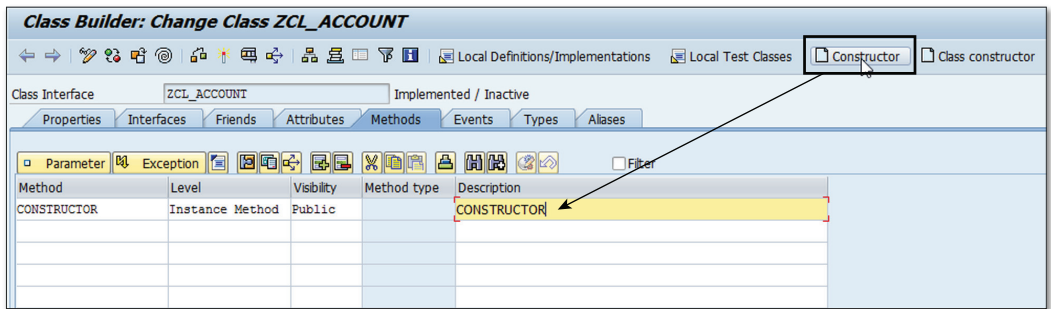 Class Builder: Change Class ZCL_ACCOUNT
Local Definitions/Implementations Local Test Classes Constructor Class constructor
Class Interface ZCL_ACCOUNT Implemented / Inactive
Properties Interfaces Friends Attributes Methods Events Types Aliases
Parameter Exception Filter
Method Level Visibility Method type Description
CONSTRUCTOR Instance Method Public CONSTRUCTOR